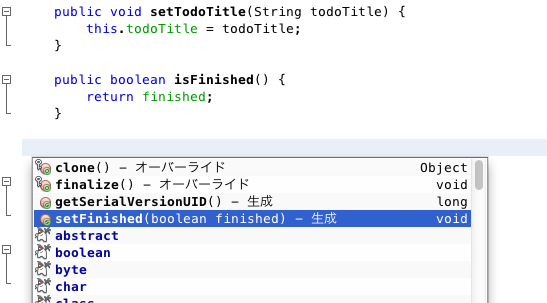 public void setTodoTitle(String todoTitle) {
this.todoTitle = todoTitle;
}
public boolean isFinished() {
return finished;
}
clone() – オーバーライド Object
finalize() – オーバーライド void
getSerialVersionUID() – 生成 long
setFinished(boolean finished) – 生成 void
abstract
boolean
byte
char
class